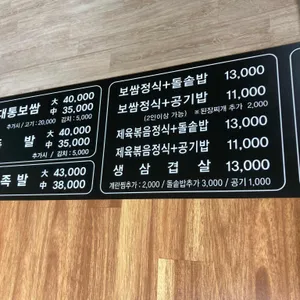 대통보쌈 大 40,000
中 35,000
추가시 / 고기 : 20,000 김치 : 5,000
족 발 大 40,000
中 35,000
추가시 / 김치 : 5,000
족발 大 43,000
中 38,000
보쌈정식+돌솥밥 13,000
보쌈정식+공기밥 11,000
(2인이상 가능) ※된장찌개 추가 2,000
제육볶음정식+돌솥밥 13,000
제육볶음정식+공기밥 11,000
생 삼 겹 살 13,000
계란찜추가 : 2,000 / 돌솥밥추가 3,000 / 공기 1,000